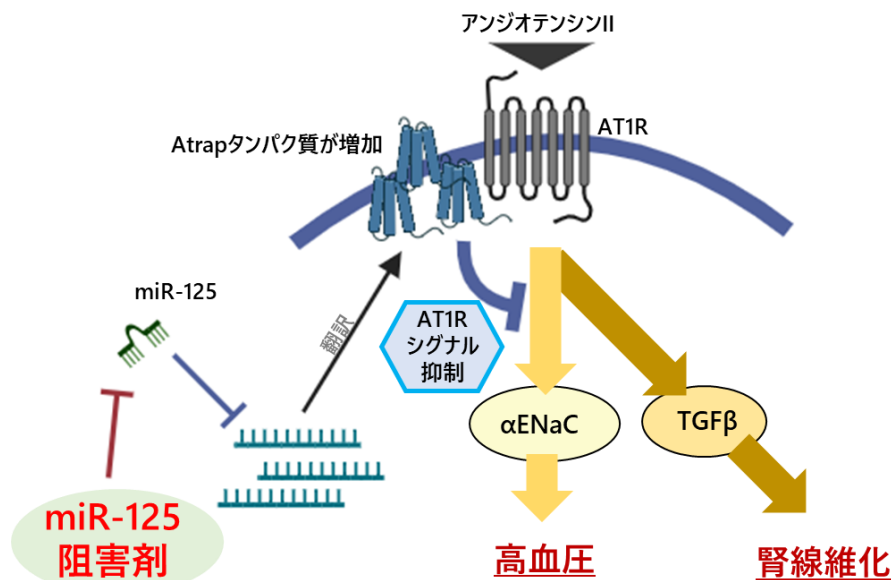 アンジオテンシンII
AT1R
Atrapタンパク質が増加
miR-125
翻訳
AT1R
シグナル
抑制
αENaC
TGFβ
miR-125
阻害剤
高血圧
腎線維化